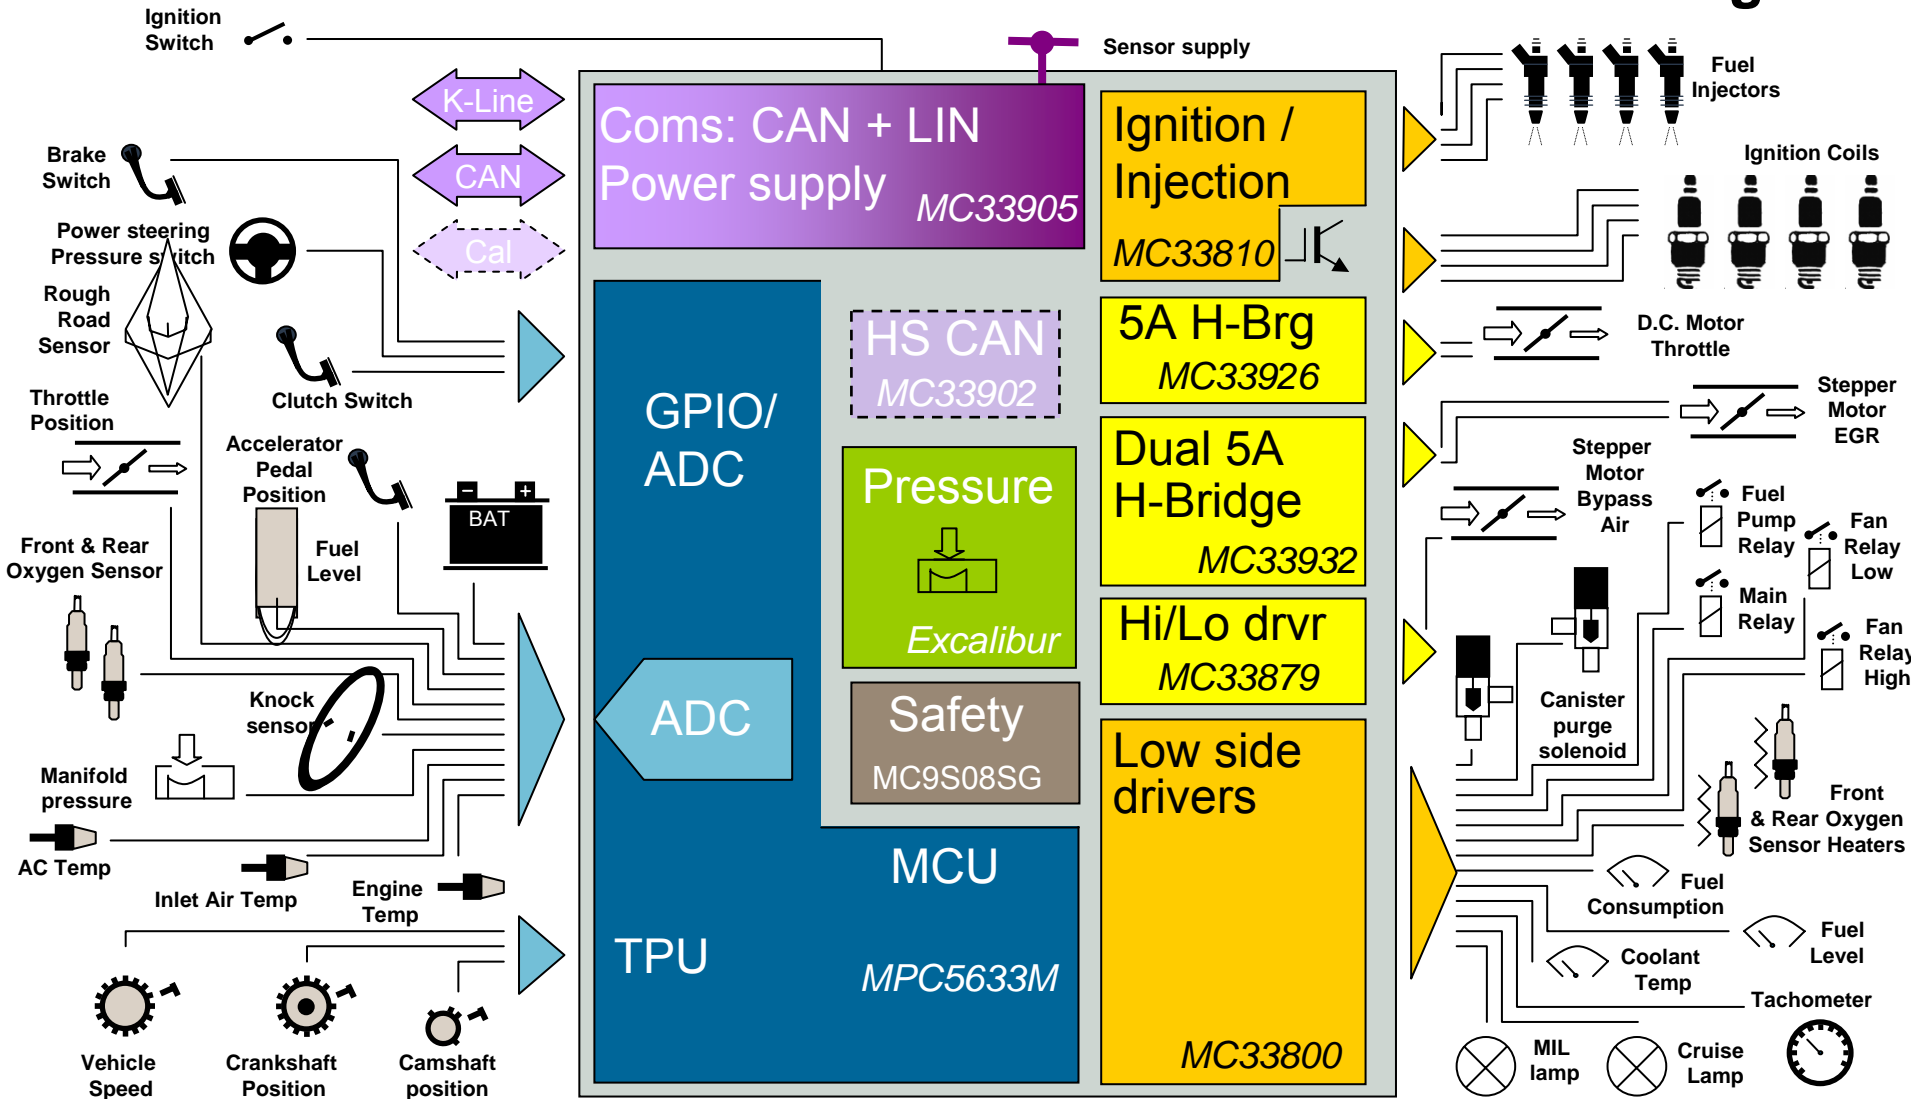 g
Ignition
Switch
Sensor supply
Fuel
Injectors
K-Line
Coms: CAN + LIN
Power supply
MC33905
Ignition /
Injection
MC33810
Ignition Coils
Brake
Switch
CAN
Power steering
Pressure switch
Cal
Rough
Road
Sensor
HS CAN
MC33902
5A H-Brg
MC33926
D.C. Motor
Throttle
Throttle
Position
Clutch Switch
GPIO/
ADC
Stepper
Motor
EGR
Accelerator
Pedal
Position
Dual 5A
H-Bridge
MC33932
Stepper
Motor
Bypass
Air
BAT
Pressure
Excalibur
Fuel
Pump
Relay
Fan
Relay
Low
Front & Rear
Oxygen Sensor
Fuel
Level
Main
Relay
Hi/Lo drvr
MC33879
Fan
Relay
High
Knock
sensor
ADC
Safety
MC9S08SG
Canister
purge
solenoid
Low side
drivers
MC33800
Manifold
pressure
Front
& Rear Oxygen
Sensor Heaters
AC Temp
Inlet Air Temp
Engine
Temp
MCU
Fuel
Consumption
TPU
MPC5633M
Fuel
Level
Coolant
Temp
Tachometer
Vehicle
Speed
Crankshaft
Position
Camshaft
position
MIL
lamp
Cruise
Lamp